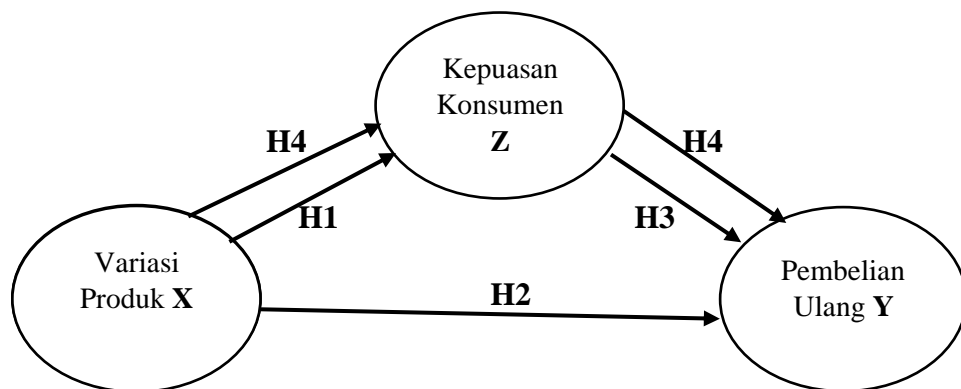 Kepuasan
Konsumen
Z
H4
H4
H1
H3
Variasi
Produk X
H2
Pembelian
Ulang Y